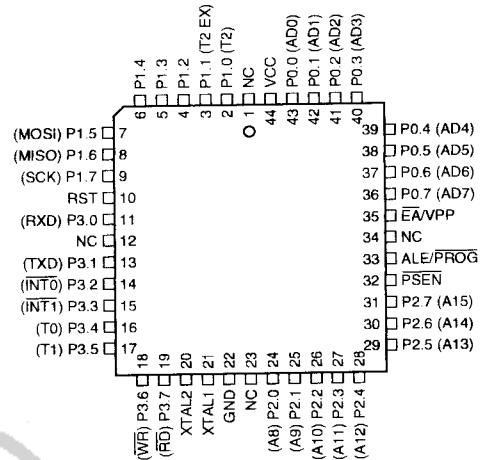 P1.4
P1.3
P1.2
P1.1 (T2 EX)
P1.0 (T2)
NC
VCC
P0.0 (AD0)
P0.1 (AD1)
P0.2 (AD2)
P0.3 (AD3)
6
5
4
3
2
1
44
43
42
41
40
(MOSI) P1.5 7
(MISO) P1.6 8
(SCK) P1.7 9
RST 10
(RXD) P3.0 11
NC 12
(TXD) P3.1 13
(INT0) P3.2 14
(INT1) P3.3 15
(T0) P3.4 16
(T1) P3.5 17
39 P0.4 (AD4)
38 P0.5 (AD5)
37 P0.6 (AD6)
36 P0.7 (AD7)
35 EA/VPP
34 NC
33 ALE/PROG
32 PSEN
31 P2.7 (A15)
30 P2.6 (A14)
29 P2.5 (A13)
18
19
20
21
22
23
24
25
26
27
28
(WR) P3.6
(RD) P3.7
XTAL2
XTAL1
GND
NC
(A8) P2.0
(A9) P2.1
(A10) P2.2
(A11) P2.3
(A12) P2.4